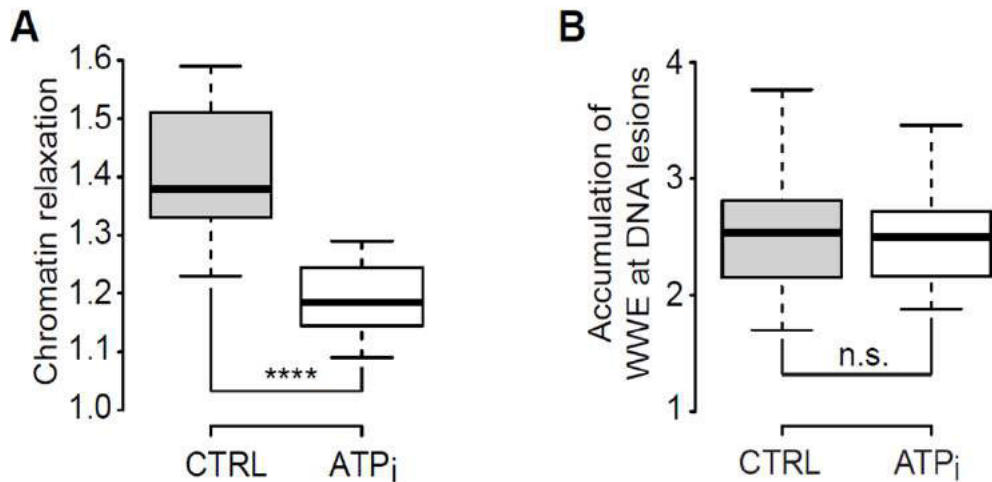 A
Chromatin relaxation
1.6
1.5
1.4
1.3
1.2
1.1
1.0
****
CTRL ATPi
B
Accumulation of
WWE at DNA lesions
4
3
2
1
n.s.
CTRL ATPi